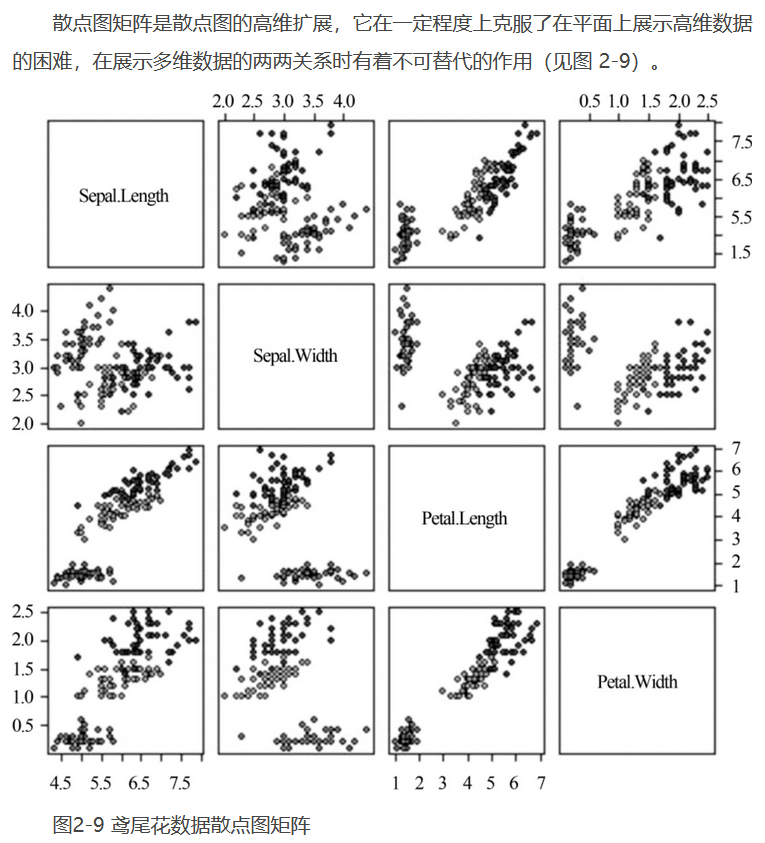 散点图矩阵是散点图的高维扩展，它在一定程度上克服了在平面上展示高维数据
的困难，在展示多维数据的两两关系时有着不可替代的作用（见图 2-9）。
2.0 2.5 3.0 3.5 4.0
0.5 1.0 1.5 2.0 2.5
Sepal.Length
7.5
6.5
5.5
1.5
4.0
3.5
3.0
2.5
2.0
Sepal.Width
Petal.Length
7
6
5
4
3
2
1
2.5
2.0
1.5
1.0
0.5
Petal.Width
4.5 5.5 6.5 7.5
1 2 3 4 5 6 7
图2-9 鸢尾花数据散点图矩阵